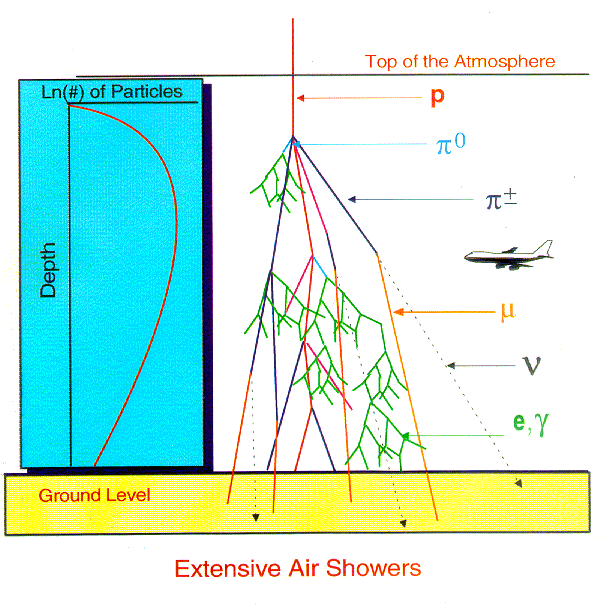 Top of the Atmosphere
Ln(#) of Particles
p
π⁰
π±
Depth
μ
ν
e,γ
Ground Level
Extensive Air Showers